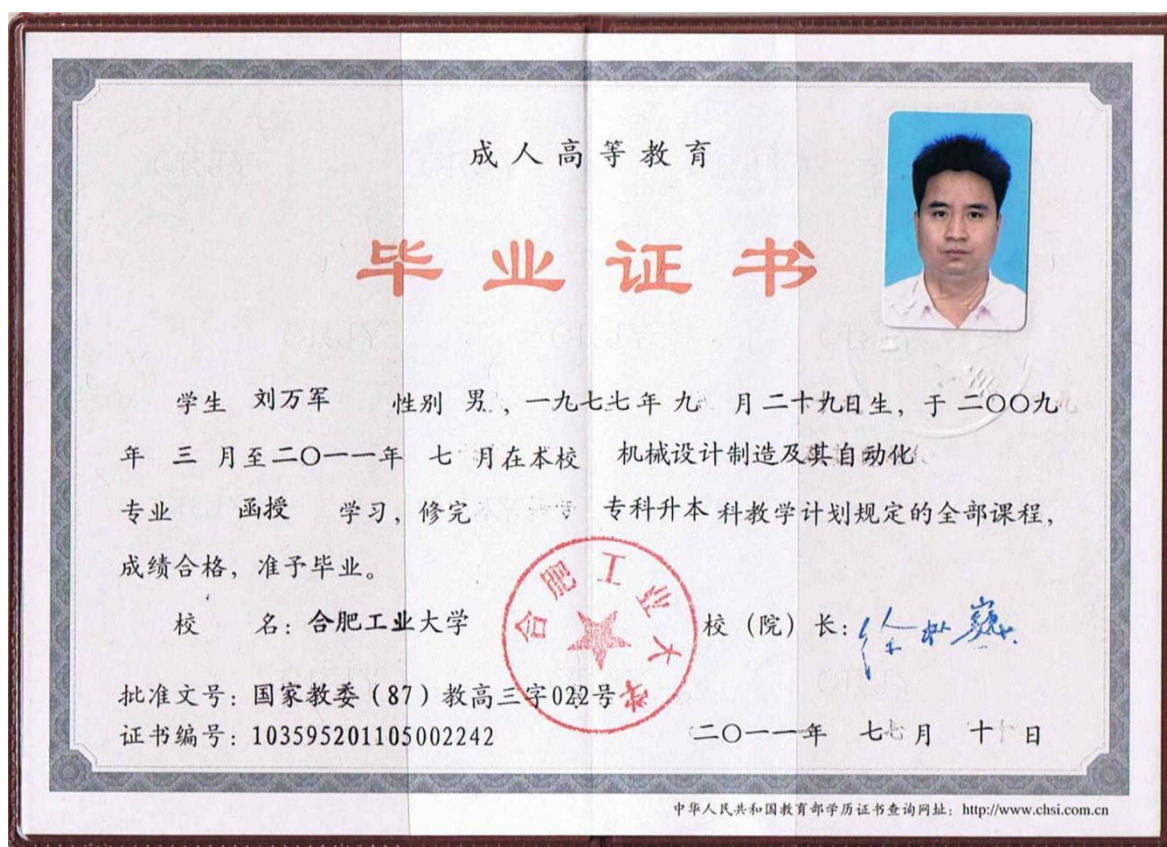 成人高等教育
毕业证书
学生 刘万军 性别 男，一九七七年 九 月二十九日生，于 二〇〇九
年 三 月至二〇一一年 七 月在本校 机械设计制造及其自动化
专业 函授 学习，修完 专科升本 科教学计划规定的全部课程，
成绩合格，准予毕业。
校 名：合肥工业大学 校（院）长：
合肥工业大学
批准文号：国家教委（87）教高三字022号
证书编号：103595201105002242 二〇一一年 七 月 十 日
中华人民共和国教育部学历证书查询网址：http://www.chsi.com.cn